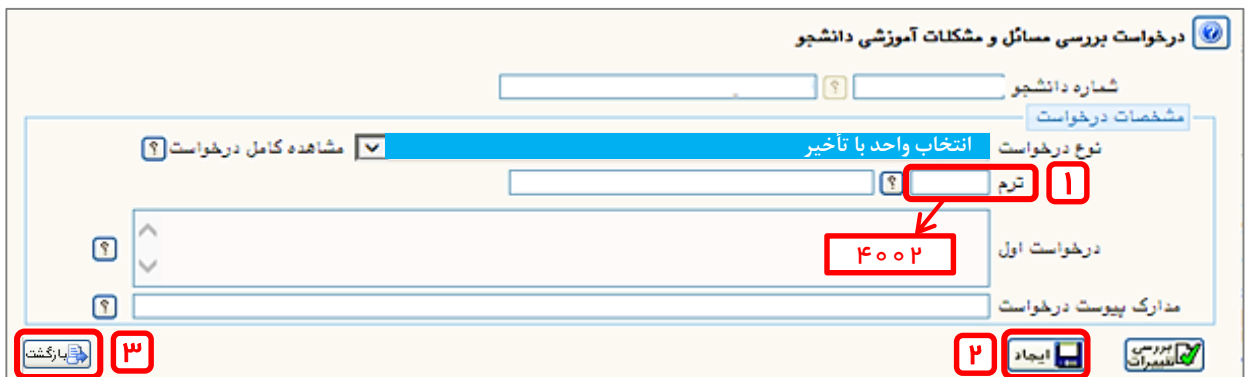 درخواست بررسی مسائل و مشکلات آموزشی دانشجو
شماره دانشجو ؟
مشخصات درخواست
نوع درخواست انتخاب واحد با تأخیر مشاهده کامل درخواست ؟
۱ ترم ؟
۴۰۰۲
درخواست اول ؟
مدارک پیوست درخواست ؟
بررسی تغییرات ایجاد ۲ ۳ بازگشت